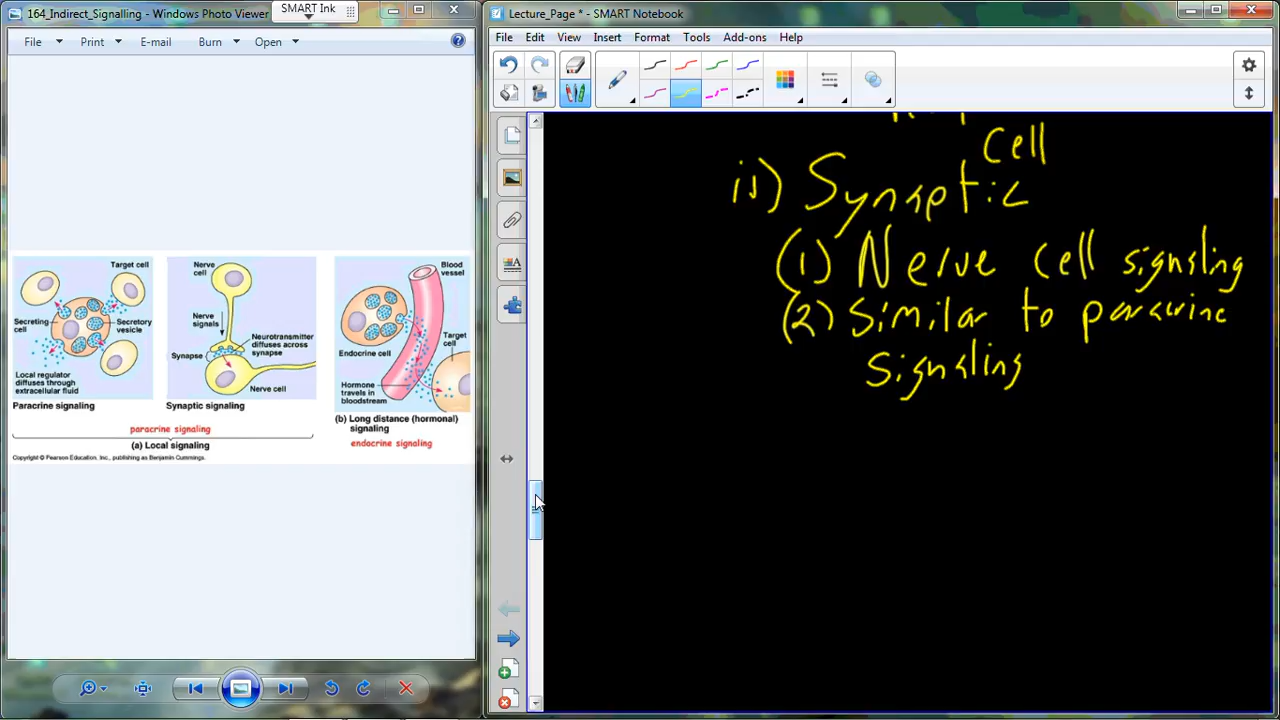 164_Indirect_Signalling - Windows Photo Viewer
SMART Ink
File Print E-mail Burn Open
Nerve cell
Target cell
Secreting cell
Secretory vesicle
Local regulator diffuses through extracellular fluid
Paracrine signaling
Nerve signals
Neurotransmitter diffuses across synapse
Synapse
Nerve cell
Synaptic signaling
paracrine signaling
(a) Local signaling
Blood vessel
Endocrine cell
Target cell
Hormone travels in bloodstream
(b) Long distance (hormonal) signaling
endocrine signaling
Copyright © Pearson Education, Inc., publishing as Benjamin Cummings.
Lecture_Page * - SMART Notebook
File Edit View Insert Format Tools Add-ons Help
Cell
ii) Synaptic
(1) Nerve cell signaling
(2) Similar to paracrine
signaling